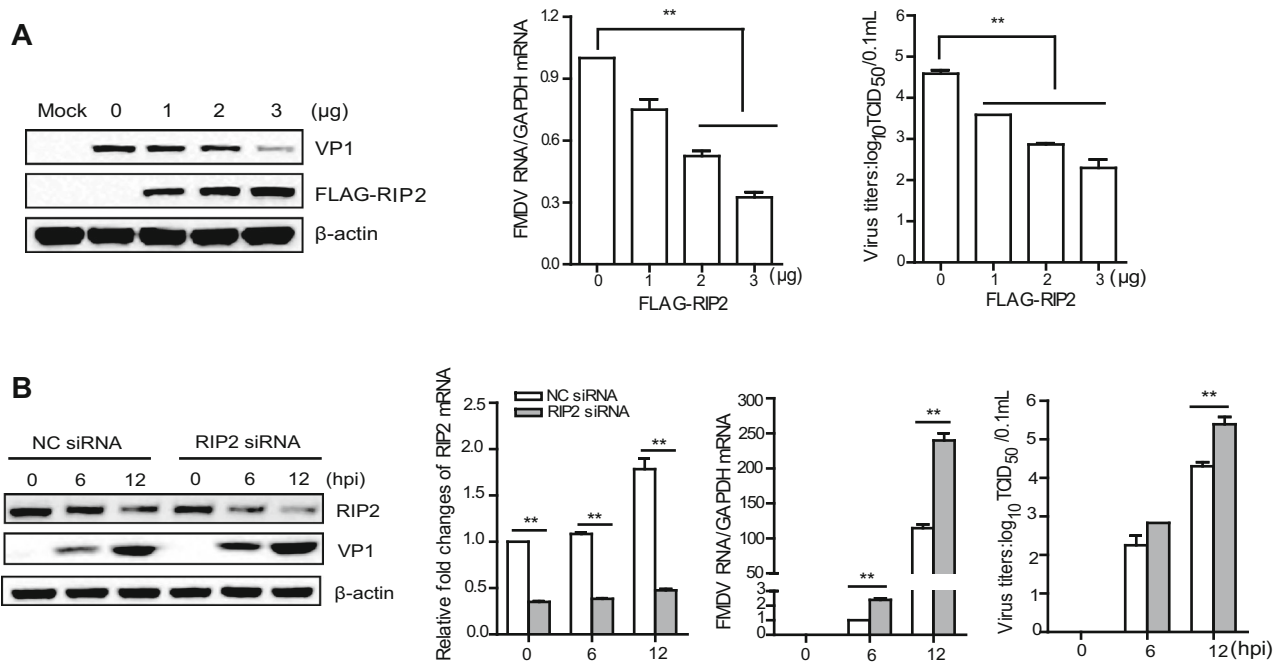 A
Mock 0 1 2 3 (μg)
VP1
FLAG-RIP2
β-actin
FMDV RNA/GAPDH mRNA
1.2
0.9
0.6
0.3
0.0
**
0 1 2 3 (μg)
FLAG-RIP2
Virus titers:log10TCID50/0.1mL
6
5
4
3
2
1
0
**
0 1 2 3 (μg)
FLAG-RIP2
B
NC siRNA RIP2 siRNA
0 6 12 0 6 12 (hpi)
RIP2
VP1
β-actin
Relative fold changes of RIP2 mRNA
2.5
2.0
1.5
1.0
0.5
0.0
NC siRNA
RIP2 siRNA
** ** **
0 6 12
FMDV RNA/GAPDH mRNA
300
250
200
150
100
3
2
1
0
** **
0 6 12
Virus titers:log10 TCID50 /0.1mL
6
5
4
3
2
1
0
**
0 6 12 (hpi)